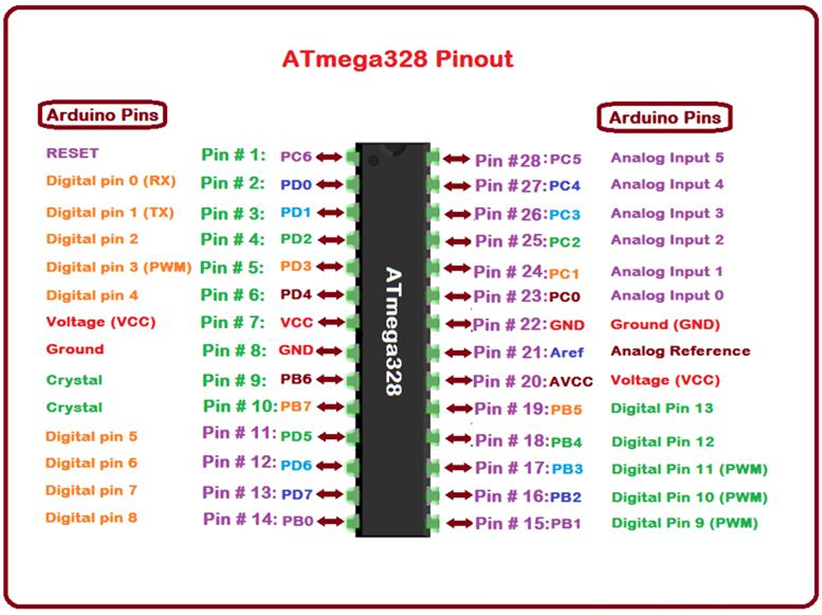 ATmega328 Pinout
Arduino Pins
Arduino Pins
RESET Pin # 1: PC6
Digital pin 0 (RX) Pin # 2: PD0
Digital pin 1 (TX) Pin # 3: PD1
Digital pin 2 Pin # 4: PD2
Digital pin 3 (PWM) Pin # 5: PD3
Digital pin 4 Pin # 6: PD4
Voltage (VCC) Pin # 7: VCC
Ground Pin # 8: GND
Crystal Pin # 9: PB6
Crystal Pin # 10: PB7
Digital pin 5 Pin # 11: PD5
Digital pin 6 Pin # 12: PD6
Digital pin 7 Pin # 13: PD7
Digital pin 8 Pin # 14: PB0
ATmega328
Pin #28: PC5 Analog Input 5
Pin #27: PC4 Analog Input 4
Pin # 26: PC3 Analog Input 3
Pin # 25: PC2 Analog Input 2
Pin # 24: PC1 Analog Input 1
Pin # 23: PC0 Analog Input 0
Pin # 22: GND Ground (GND)
Pin # 21: Aref Analog Reference
Pin # 20: AVCC Voltage (VCC)
Pin # 19: PB5 Digital Pin 13
Pin # 18: PB4 Digital Pin 12
Pin # 17: PB3 Digital Pin 11 (PWM)
Pin # 16: PB2 Digital Pin 10 (PWM)
Pin # 15: PB1 Digital Pin 9 (PWM)